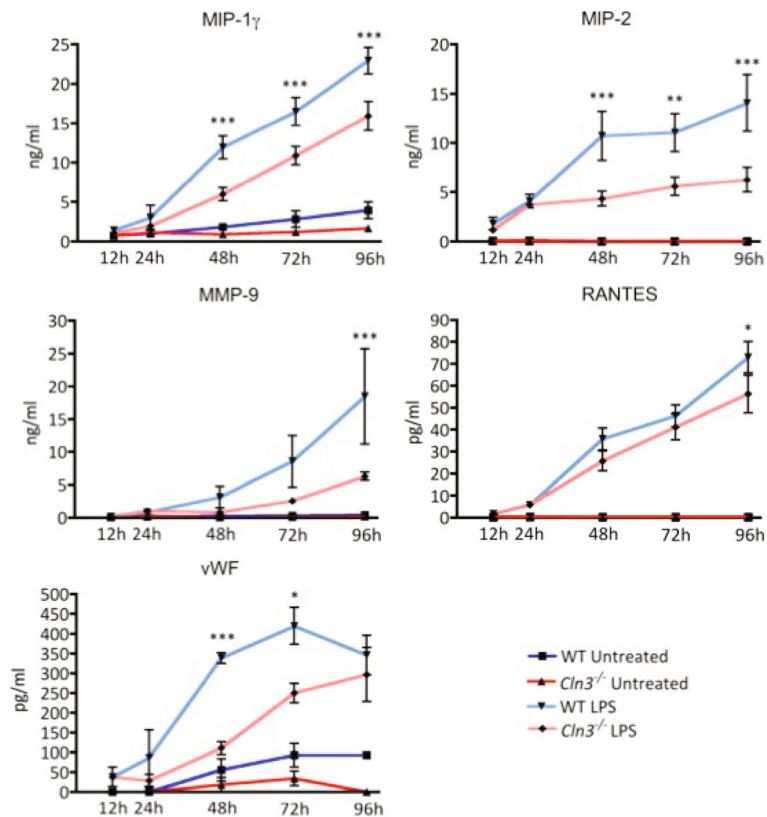 MIP-1γ
25
20
15
10
5
0
ng/ml
***
***
***
12h 24h 48h 72h 96h
MIP-2
20
15
10
5
0
ng/ml
***
**
***
12h 24h 48h 72h 96h
MMP-9
30
25
20
15
10
5
0
ng/ml
***
12h 24h 48h 72h 96h
RANTES
90
80
70
60
50
40
30
20
10
0
pg/ml
*
12h 24h 48h 72h 96h
vWF
500
450
400
350
300
250
200
150
100
50
0
pg/ml
***
*
12h 24h 48h 72h 96h
WT Untreated
Cln3-/- Untreated
WT LPS
Cln3-/- LPS